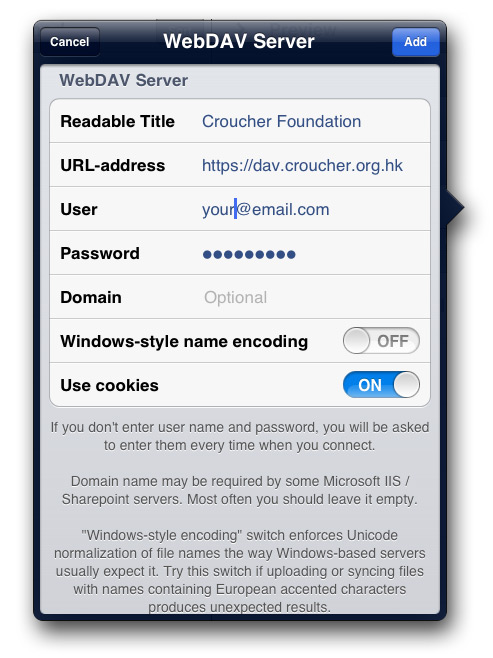 Cancel WebDAV Server Add
WebDAV Server
Readable Title Croucher Foundation
URL-address https://dav.croucher.org.hk
User your@email.com
Password ●●●●●●●●●
Domain Optional
Windows-style name encoding OFF
Use cookies ON
If you don't enter user name and password, you will be asked
to enter them every time when you connect.
Domain name may be required by some Microsoft IIS /
Sharepoint servers. Most often you should leave it empty.
"Windows-style encoding" switch enforces Unicode
normalization of file names the way Windows-based servers
usually expect it. Try this switch if uploading or syncing files
with names containing European accented characters
produces unexpected results.